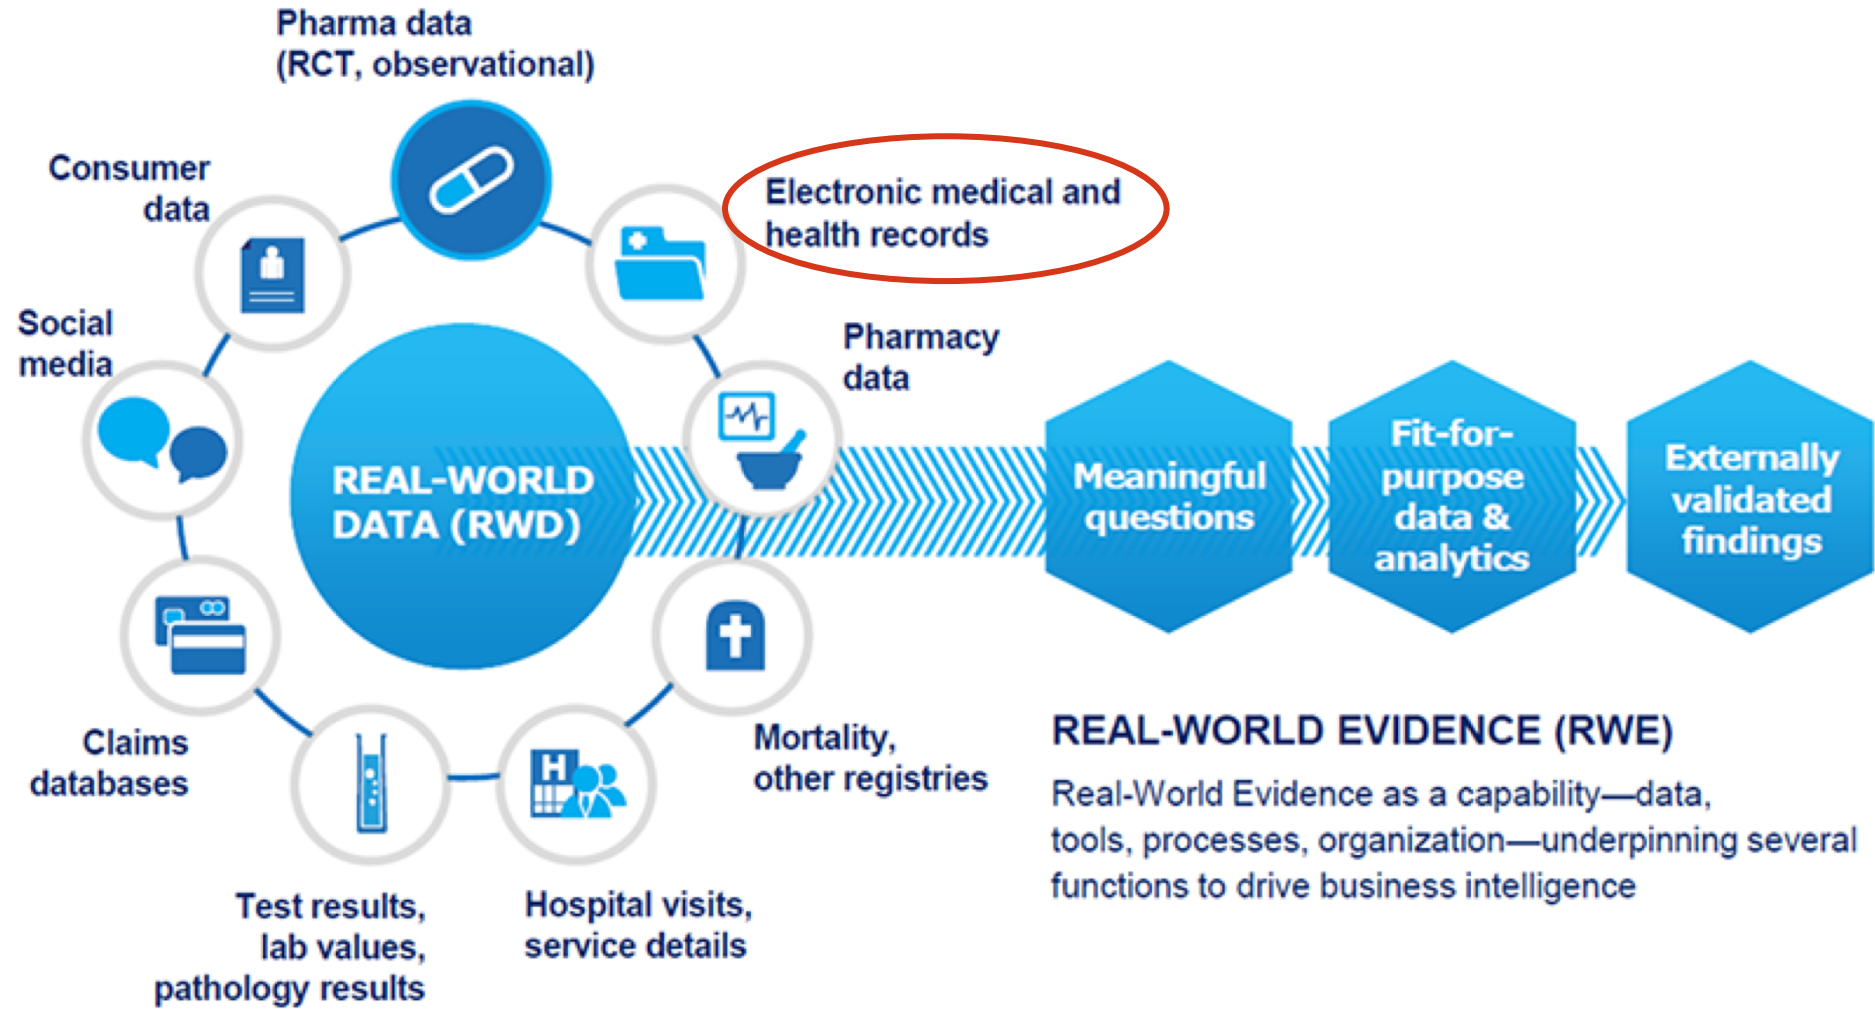 Pharma data
(RCT, observational)
Consumer
data
Electronic medical and
health records
Social
media
Pharmacy
data
REAL-WORLD
DATA (RWD)
Meaningful
questions
Fit-for-
purpose
data &
analytics
Externally
validated
findings
Claims
databases
H
Mortality,
other registries
Test results,
lab values,
pathology results
Hospital visits,
service details
REAL-WORLD EVIDENCE (RWE)
Real-World Evidence as a capability—data,
tools, processes, organization—underpinning several
functions to drive business intelligence